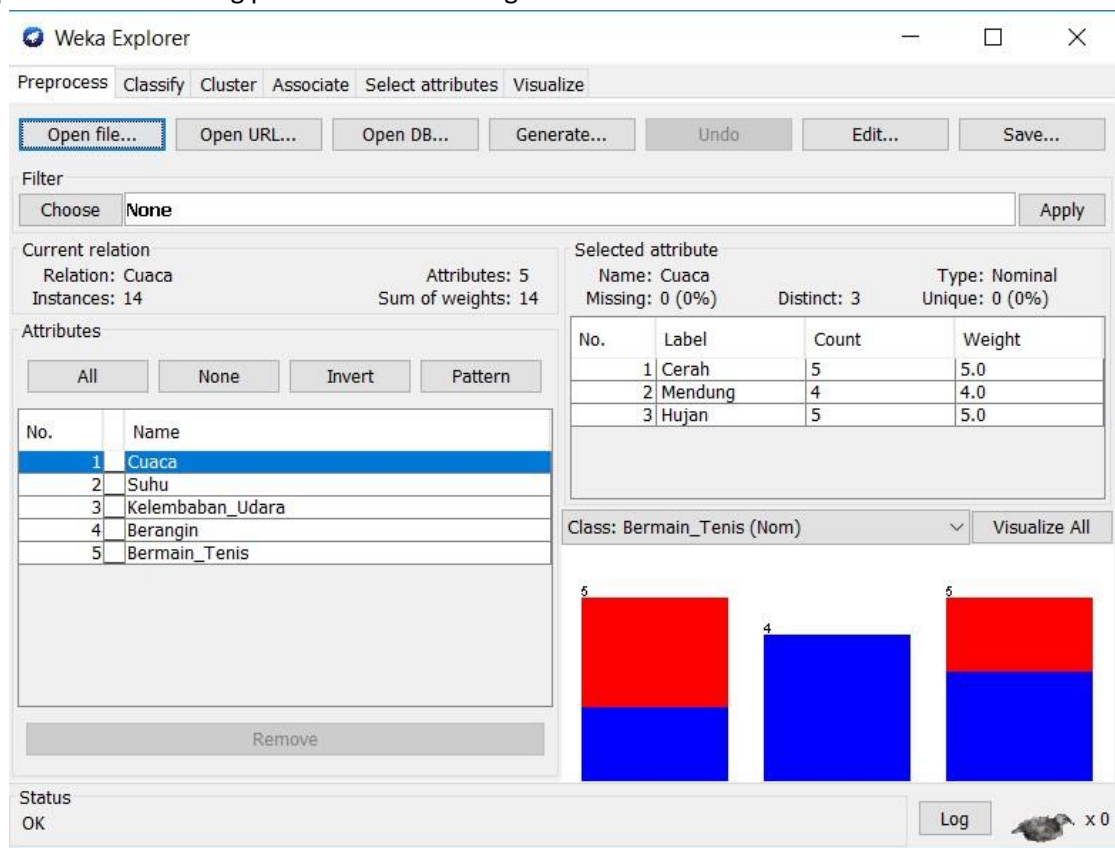 Weka Explorer
Preprocess Classify Cluster Associate Select attributes Visualize
Open file... Open URL... Open DB... Generate... Undo Edit... Save...
Filter
Choose None Apply
Current relation
Relation: Cuaca Attributes: 5
Instances: 14 Sum of weights: 14
Selected attribute
Name: Cuaca Type: Nominal
Missing: 0 (0%) Distinct: 3 Unique: 0 (0%)
Attributes
All None Invert Pattern
No. Name
1 Cuaca
2 Suhu
3 Kelembaban_Udara
4 Berangin
5 Bermain_Tenis
Remove
No. Label Count Weight
1 Cerah 5 5.0
2 Mendung 4 4.0
3 Hujan 5 5.0
Class: Bermain_Tenis (Nom) Visualize All
5 4 5
Status
OK
Log x 0